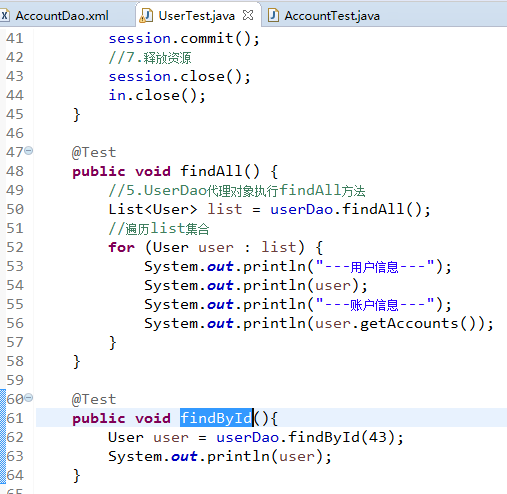 AccountDao.xml UserTest.java AccountTest.java
41 session.commit();
42 //7.释放资源
43 session.close();
44 in.close();
45 }
46
47 @Test
48 public void findAll() {
49 //5.UserDao代理对象执行findAll方法
50 List<User> list = userDao.findAll();
51 //遍历list集合
52 for (User user : list) {
53 System.out.println("---用户信息---");
54 System.out.println(user);
55 System.out.println("---账户信息---");
56 System.out.println(user.getAccounts());
57 }
58 }
59
60 @Test
61 public void findById(){
62 User user = userDao.findById(43);
63 System.out.println(user);
64 }
65